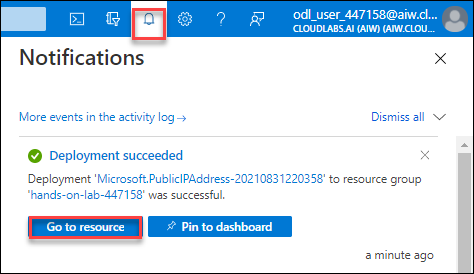 odl_user_447158@aiw.cl...
CLOUDLABS.AI (AIW) (AIW.CLOU...
Notifications
More events in the activity log→
Dismiss all
Deployment succeeded
Deployment 'Microsoft.PublicIPAddress-20210831220358' to resource group
'hands-on-lab-447158' was successful.
Go to resource
Pin to dashboard
a minute ago